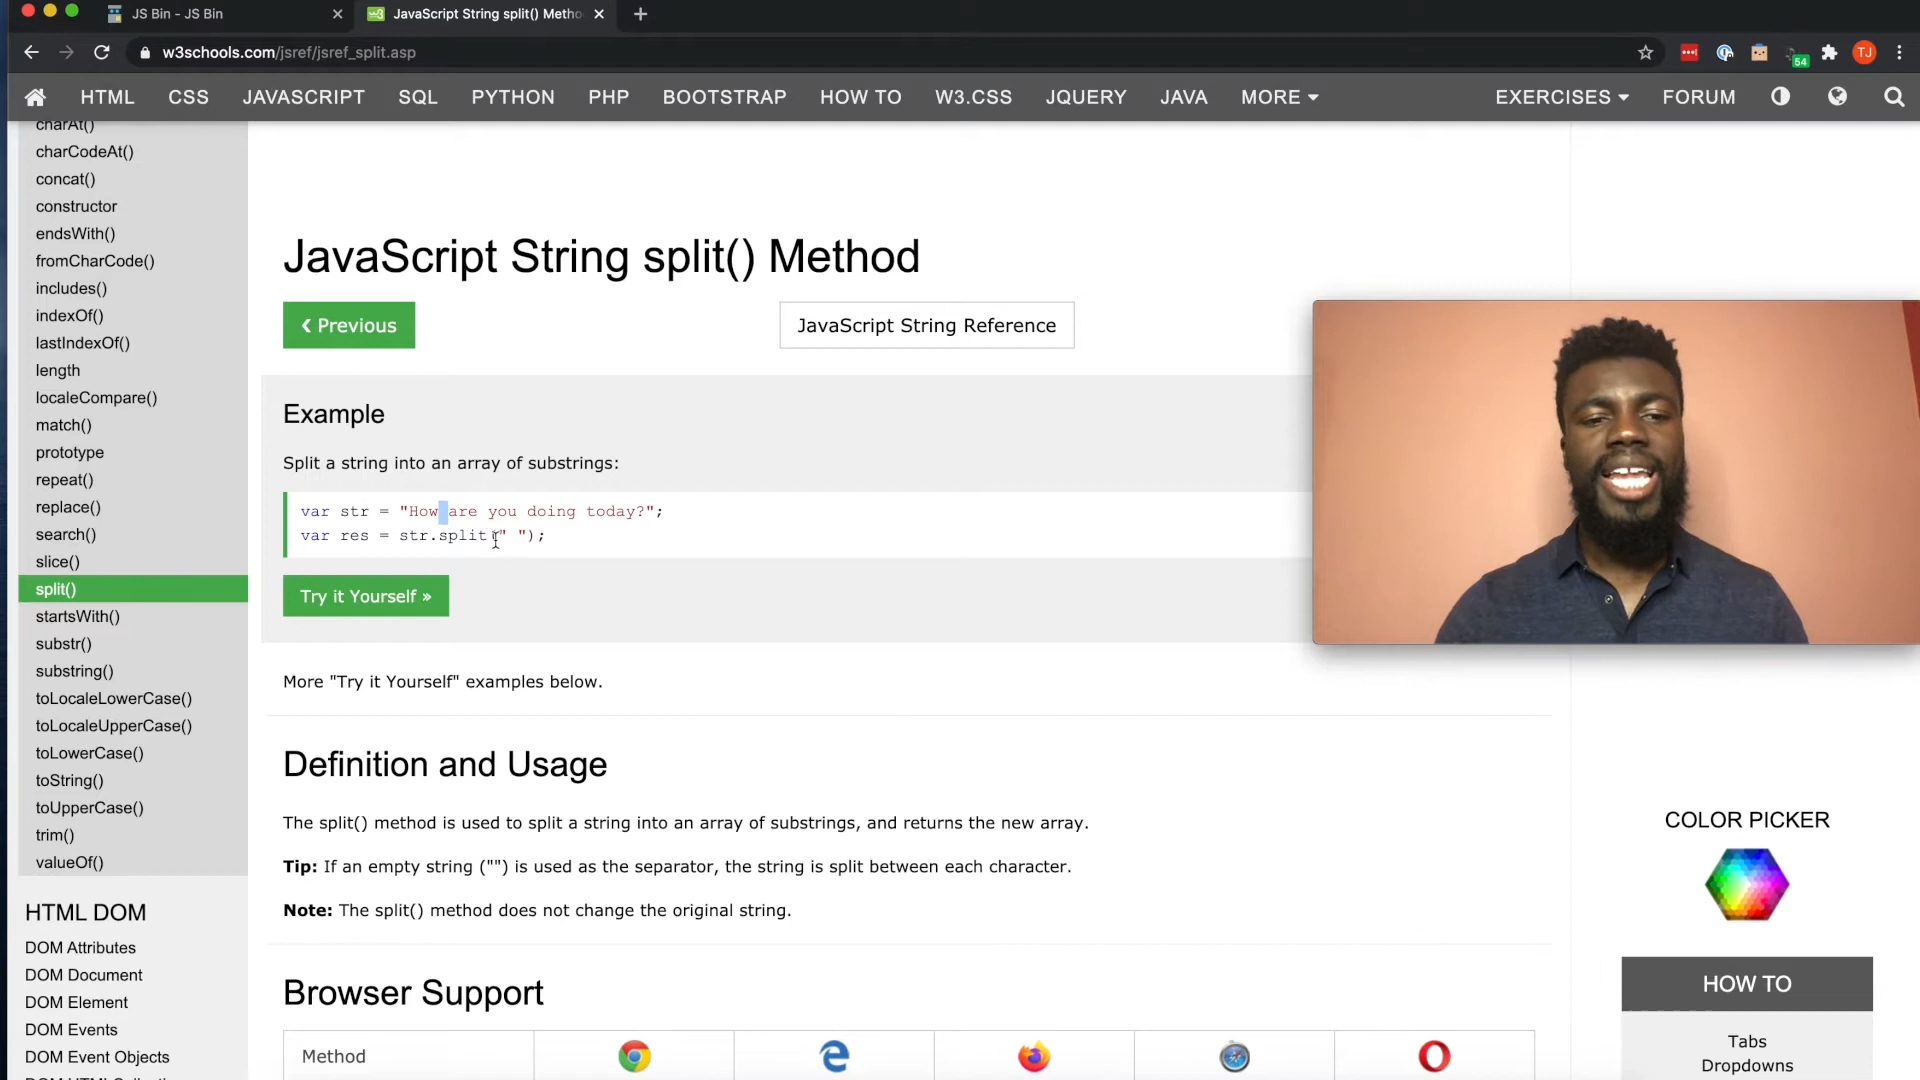 JS Bin - JS Bin
JavaScript String split() Metho
w3schools.com/jsref/jsref_split.asp
54
TJ
HTML
CSS
JAVASCRIPT
SQL
PYTHON
PHP
BOOTSTRAP
HOW TO
W3.CSS
JQUERY
JAVA
MORE
EXERCISES
FORUM
charAt()
charCodeAt()
concat()
constructor
endsWith()
fromCharCode()
includes()
indexOf()
lastIndexOf()
length
localeCompare()
match()
prototype
repeat()
replace()
search()
slice()
split()
startsWith()
substr()
substring()
toLocaleLowerCase()
toLocaleUpperCase()
toLowerCase()
toString()
toUpperCase()
trim()
valueOf()
HTML DOM
DOM Attributes
DOM Document
DOM Element
DOM Events
DOM Event Objects
JavaScript String split() Method
❮ Previous
JavaScript String Reference
Example
Split a string into an array of substrings:
var str = "How are you doing today?";
var res = str.split(" ");
Try it Yourself »
More "Try it Yourself" examples below.
Definition and Usage
The split() method is used to split a string into an array of substrings, and returns the new array.
Tip: If an empty string ("") is used as the separator, the string is split between each character.
Note: The split() method does not change the original string.
Browser Support
Method
COLOR PICKER
HOW TO
Tabs
Dropdowns